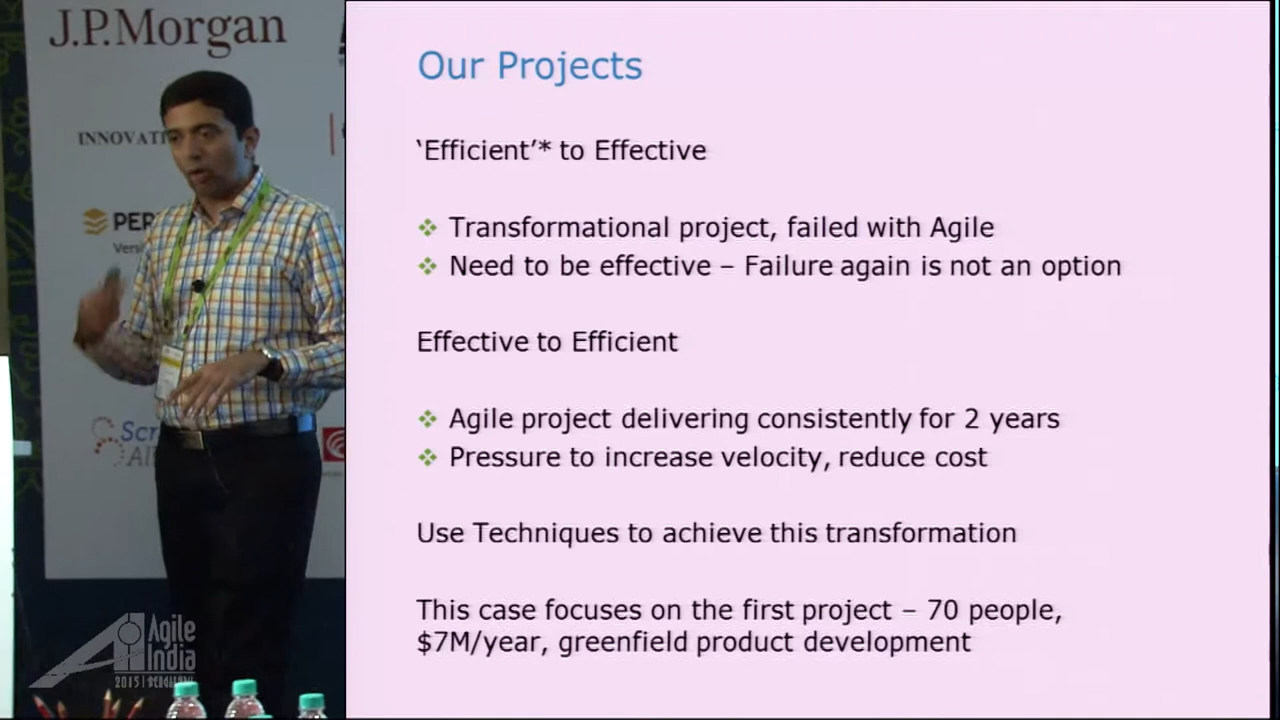 J.P.Morgan
INNOVATI
PER
Versi
Scr
All
Agile
India
2015 | BENGALURU
Our Projects
‘Efficient’* to Effective
Transformational project, failed with Agile
Need to be effective – Failure again is not an option
Effective to Efficient
Agile project delivering consistently for 2 years
Pressure to increase velocity, reduce cost
Use Techniques to achieve this transformation
This case focuses on the first project – 70 people,
$7M/year, greenfield product development